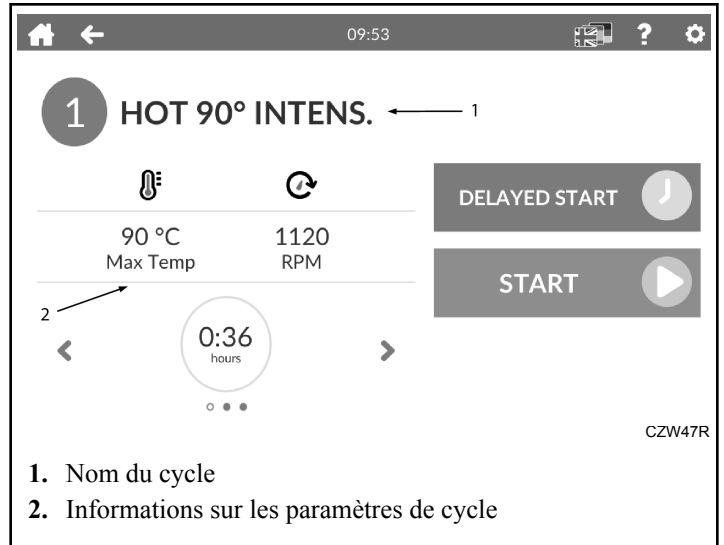 09:53
?
1 HOT 90° INTENS. 1
90 °C 1120
Max Temp RPM
DELAYED START
START
2
0:36
hours
CZW47R
1. Nom du cycle
2. Informations sur les paramètres de cycle